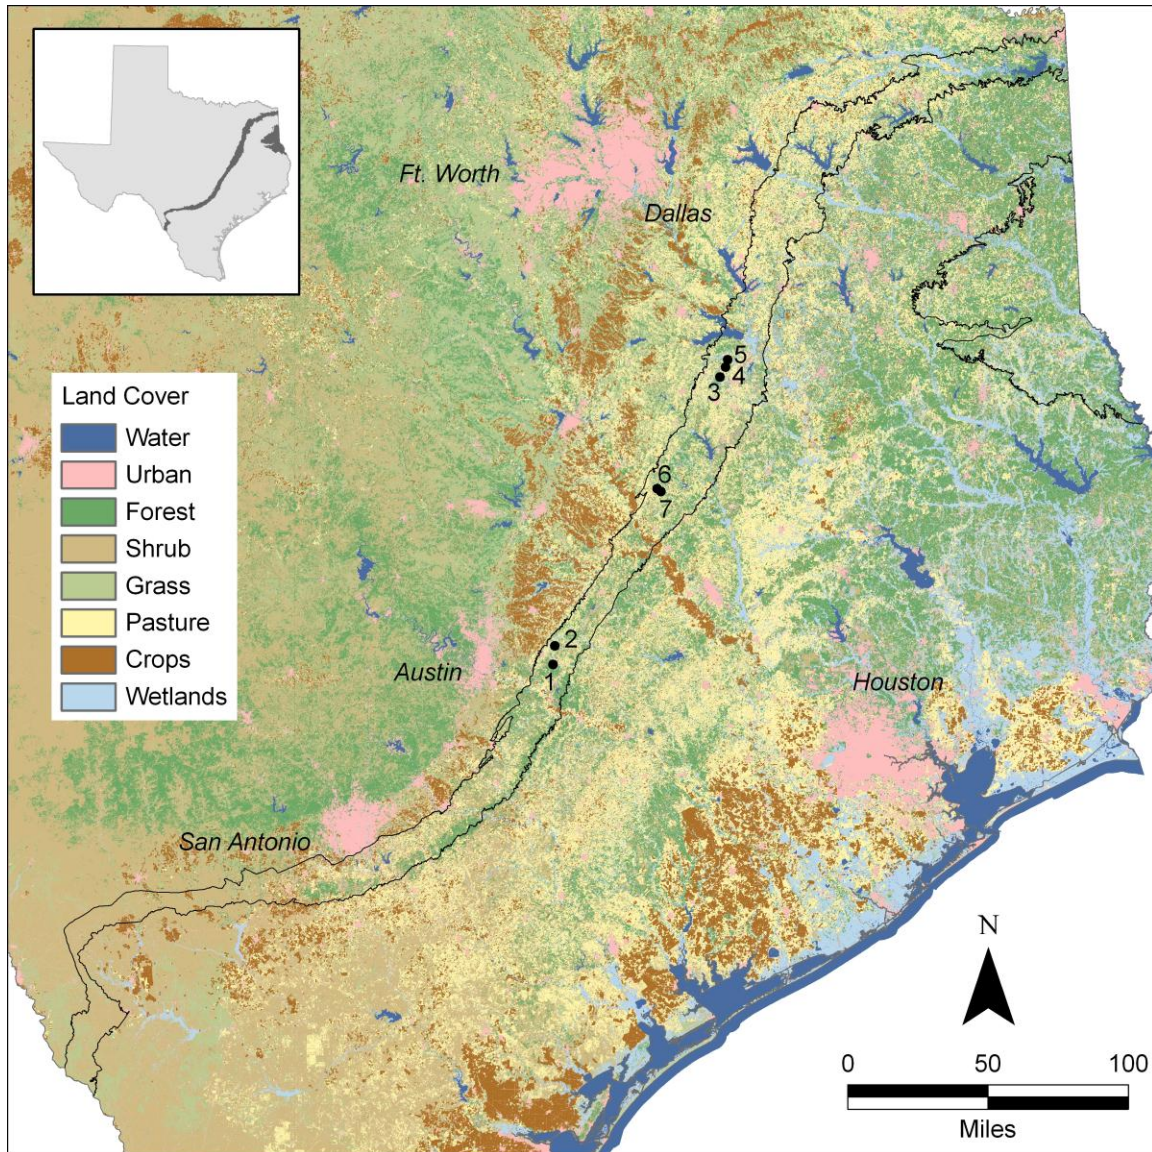 Ft. Worth
Dallas
5
4
3
Land Cover
Water
Urban
Forest
Shrub
Grass
Pasture
Crops
Wetlands
6
7
2
1
Austin
Houston
San Antonio
N
0 50 100
Miles